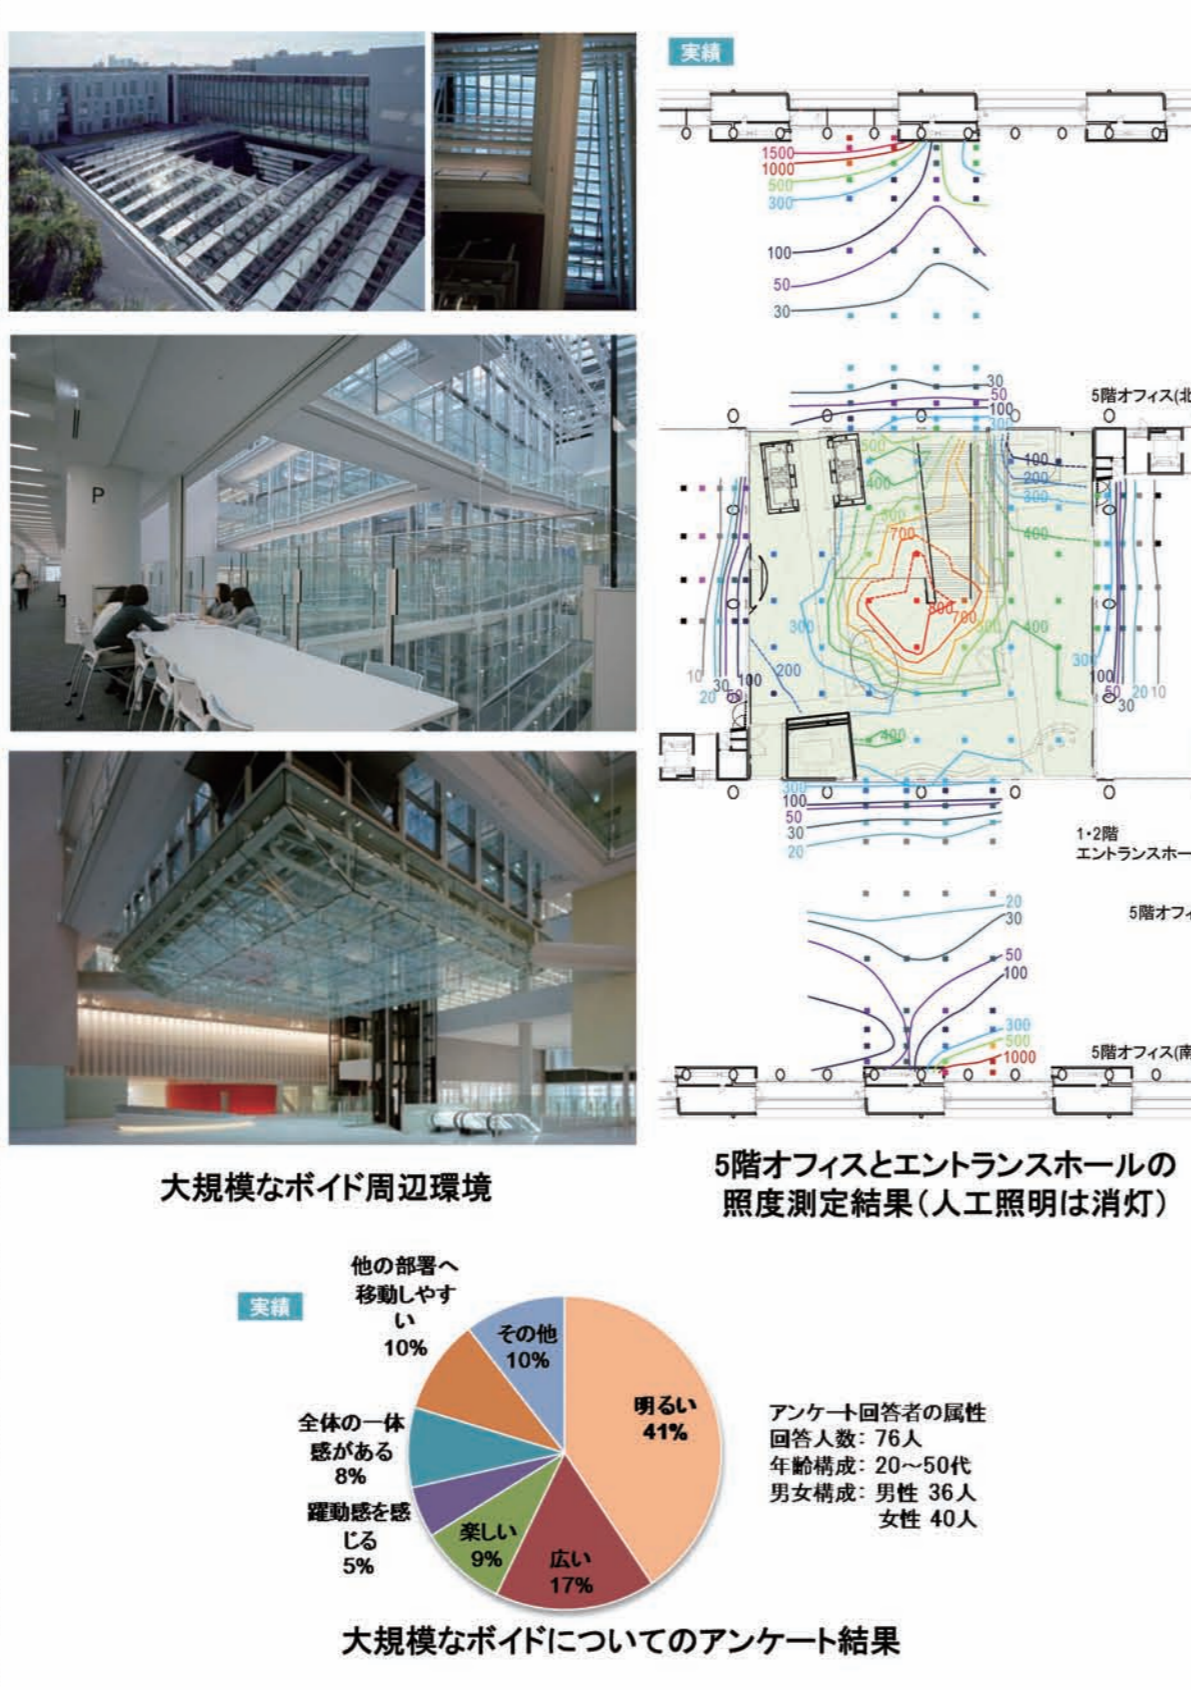 P
大規模なボイド周辺環境
実績
1500
1000
500
300
100
50
30
30
50
100
300
5階オフィス(北
500
400
300
700
800
700
500
300
200
400
100
200
300
400
400
10
20
30
50
100
300
100
50
30
20
10
300
100
50
30
20
1・2階
エントランスホー
5階オフィ
20
30
50
100
300
500
1000
5階オフィス(南
5階オフィスとエントランスホールの
照度測定結果(人工照明は消灯)
実績
他の部署へ
移動しやす
い
10%
その他
10%
明るい
41%
全体の一体
感がある
8%
躍動感を感
じる
5%
楽しい
9%
広い
17%
アンケート回答者の属性
回答人数: 76人
年齢構成: 20～50代
男女構成: 男性 36人
女性 40人
大規模なボイドについてのアンケート結果